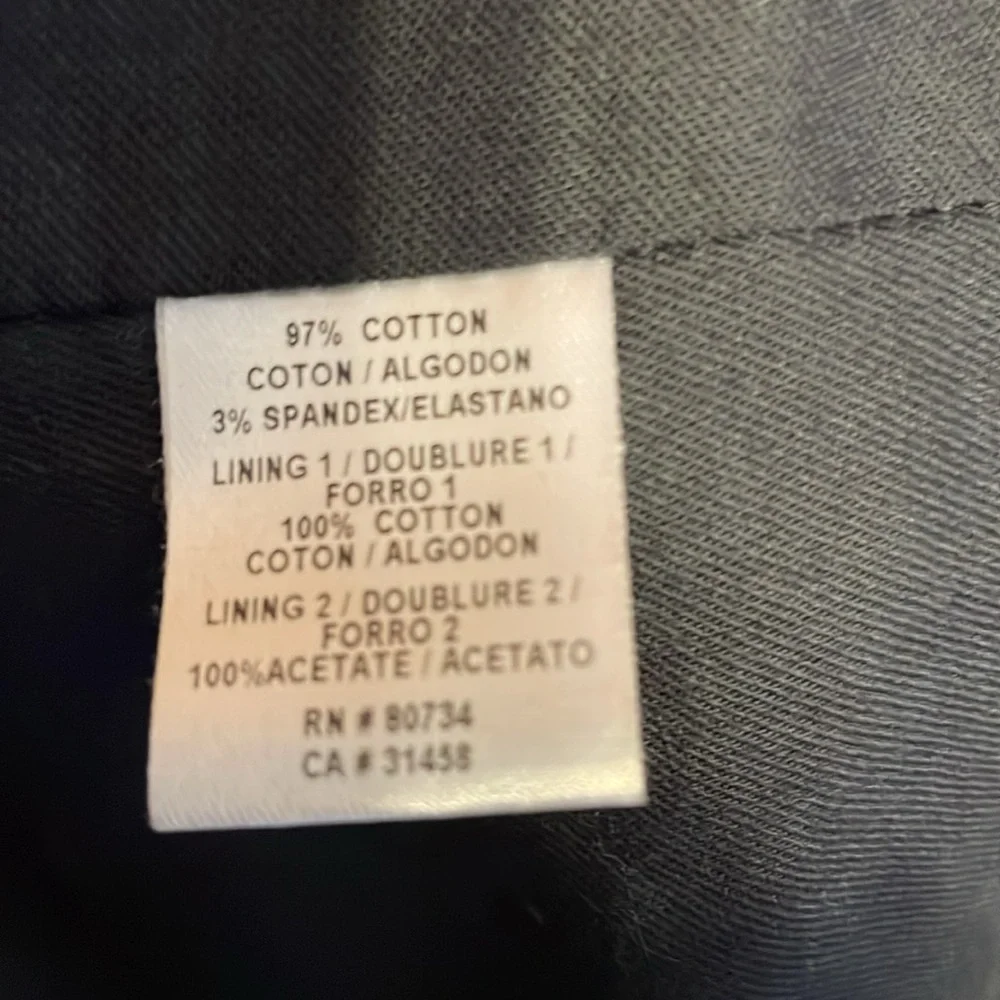 97% COTTON
COTON / ALGODON
3% SPANDEX/ELASTANO
LINING 1 / DOUBLURE 1 /
FORRO 1
100% COTTON
COTON / ALGODON
LINING 2 / DOUBLURE 2 /
FORRO 2
100%ACETATE / ACETATO
RN # 80734
CA # 31458